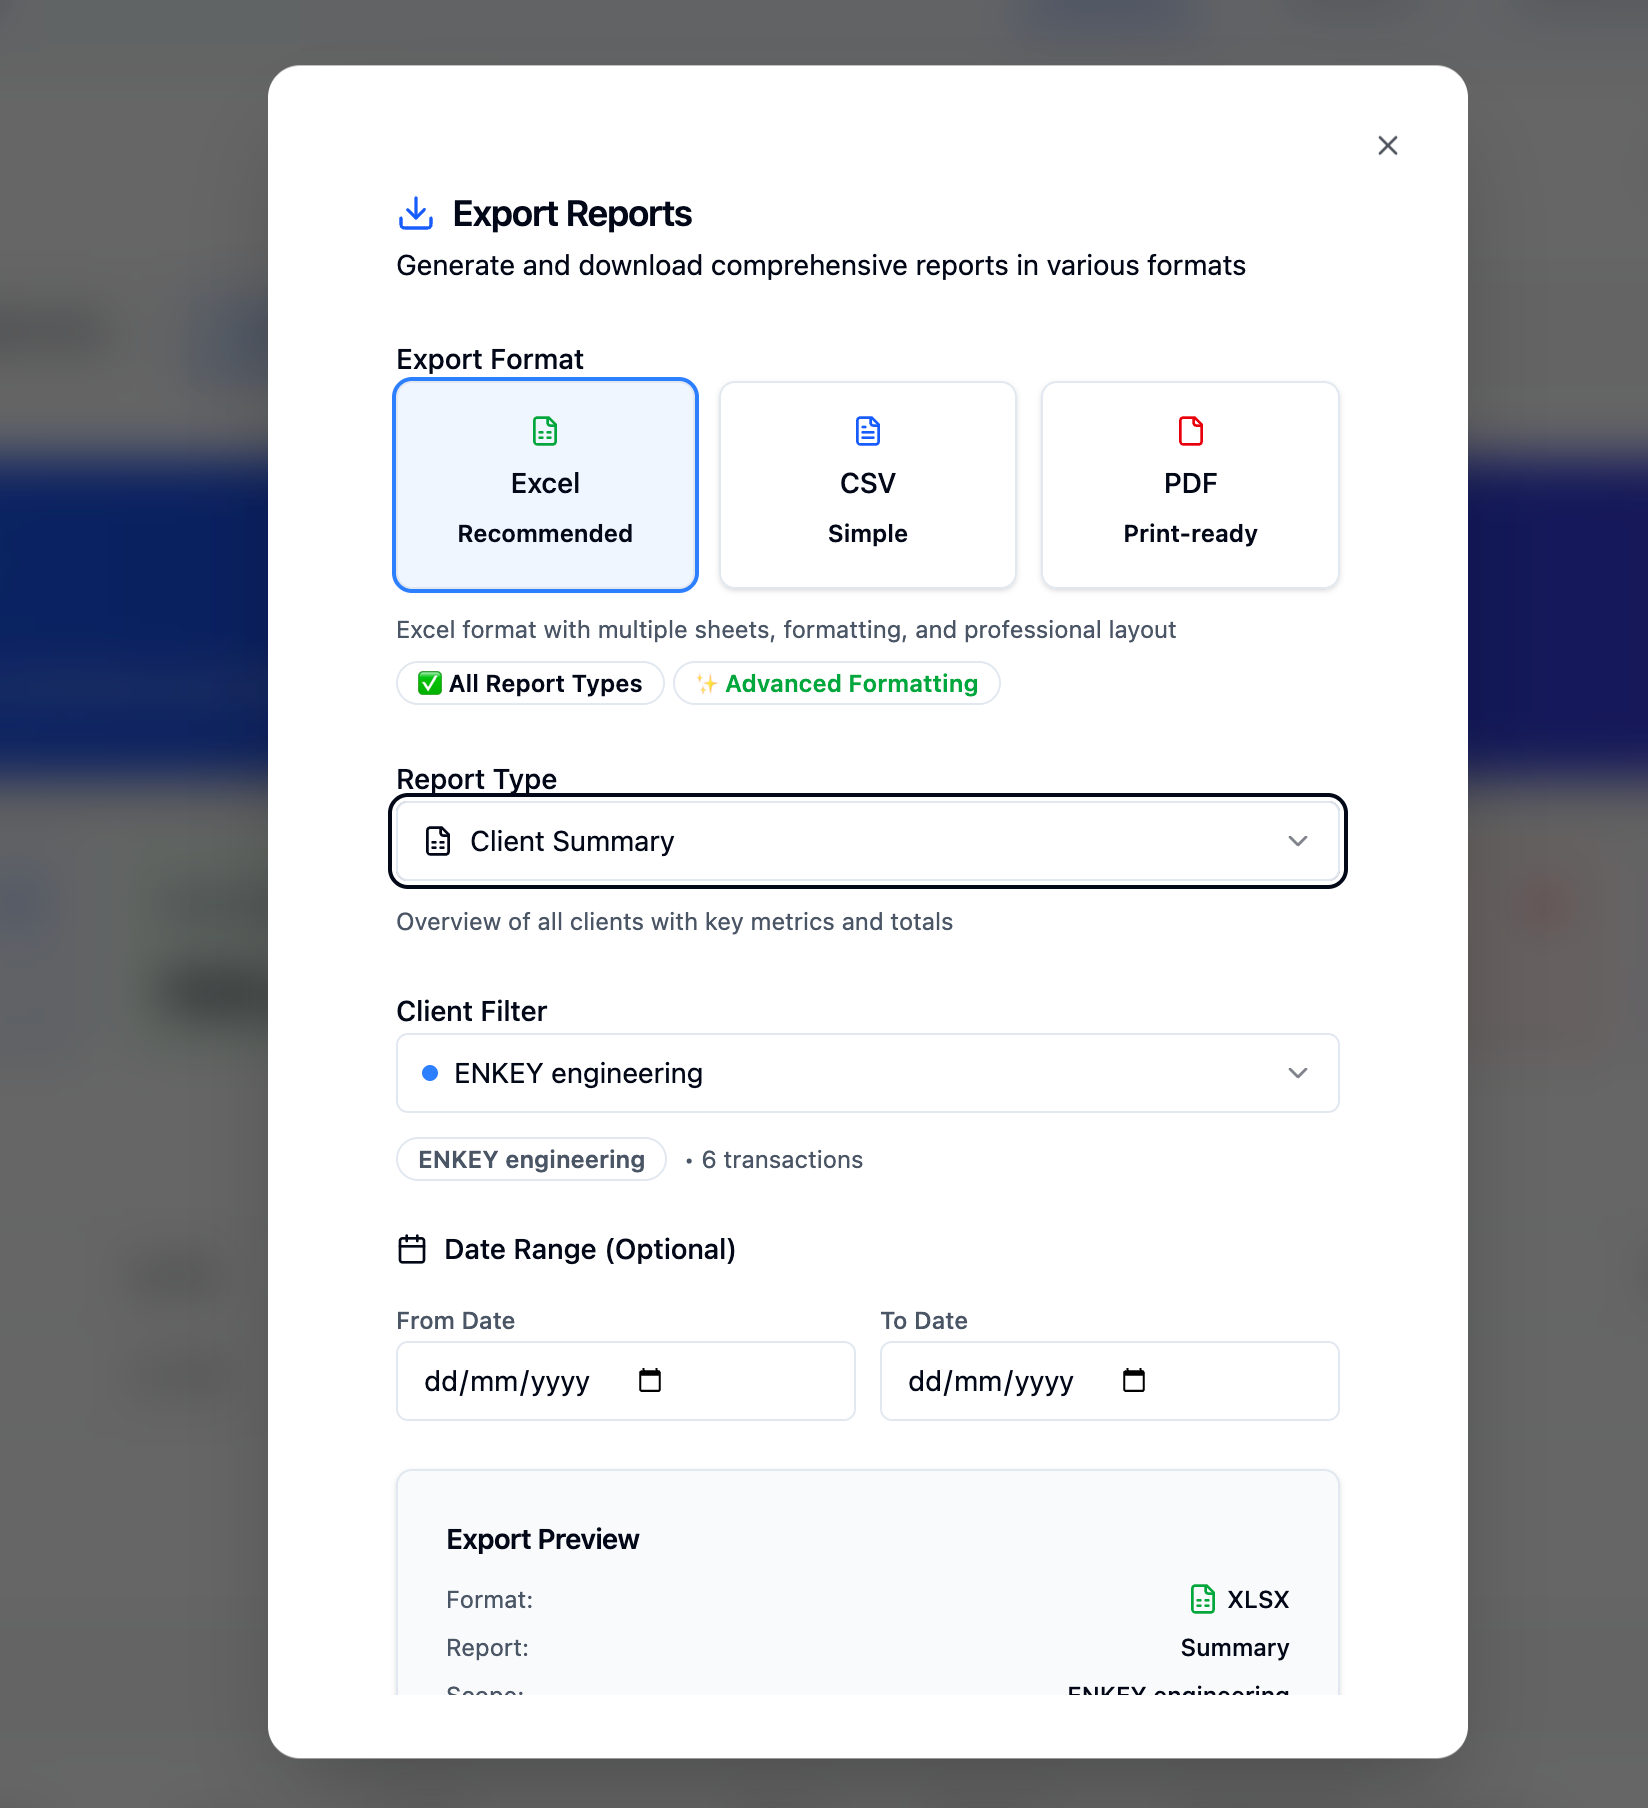 Export Reports
Generate and download comprehensive reports in various formats
Export Format
Excel
Recommended
CSV
Simple
PDF
Print-ready
Excel format with multiple sheets, formatting, and professional layout
✅ All Report Types
✨ Advanced Formatting
Report Type
Client Summary
Overview of all clients with key metrics and totals
Client Filter
ENKEY engineering
ENKEY engineering • 6 transactions
Date Range (Optional)
From Date
dd/mm/yyyy
To Date
dd/mm/yyyy
Export Preview
Format: XLSX
Report: Summary
Scope: ENKEY engineering